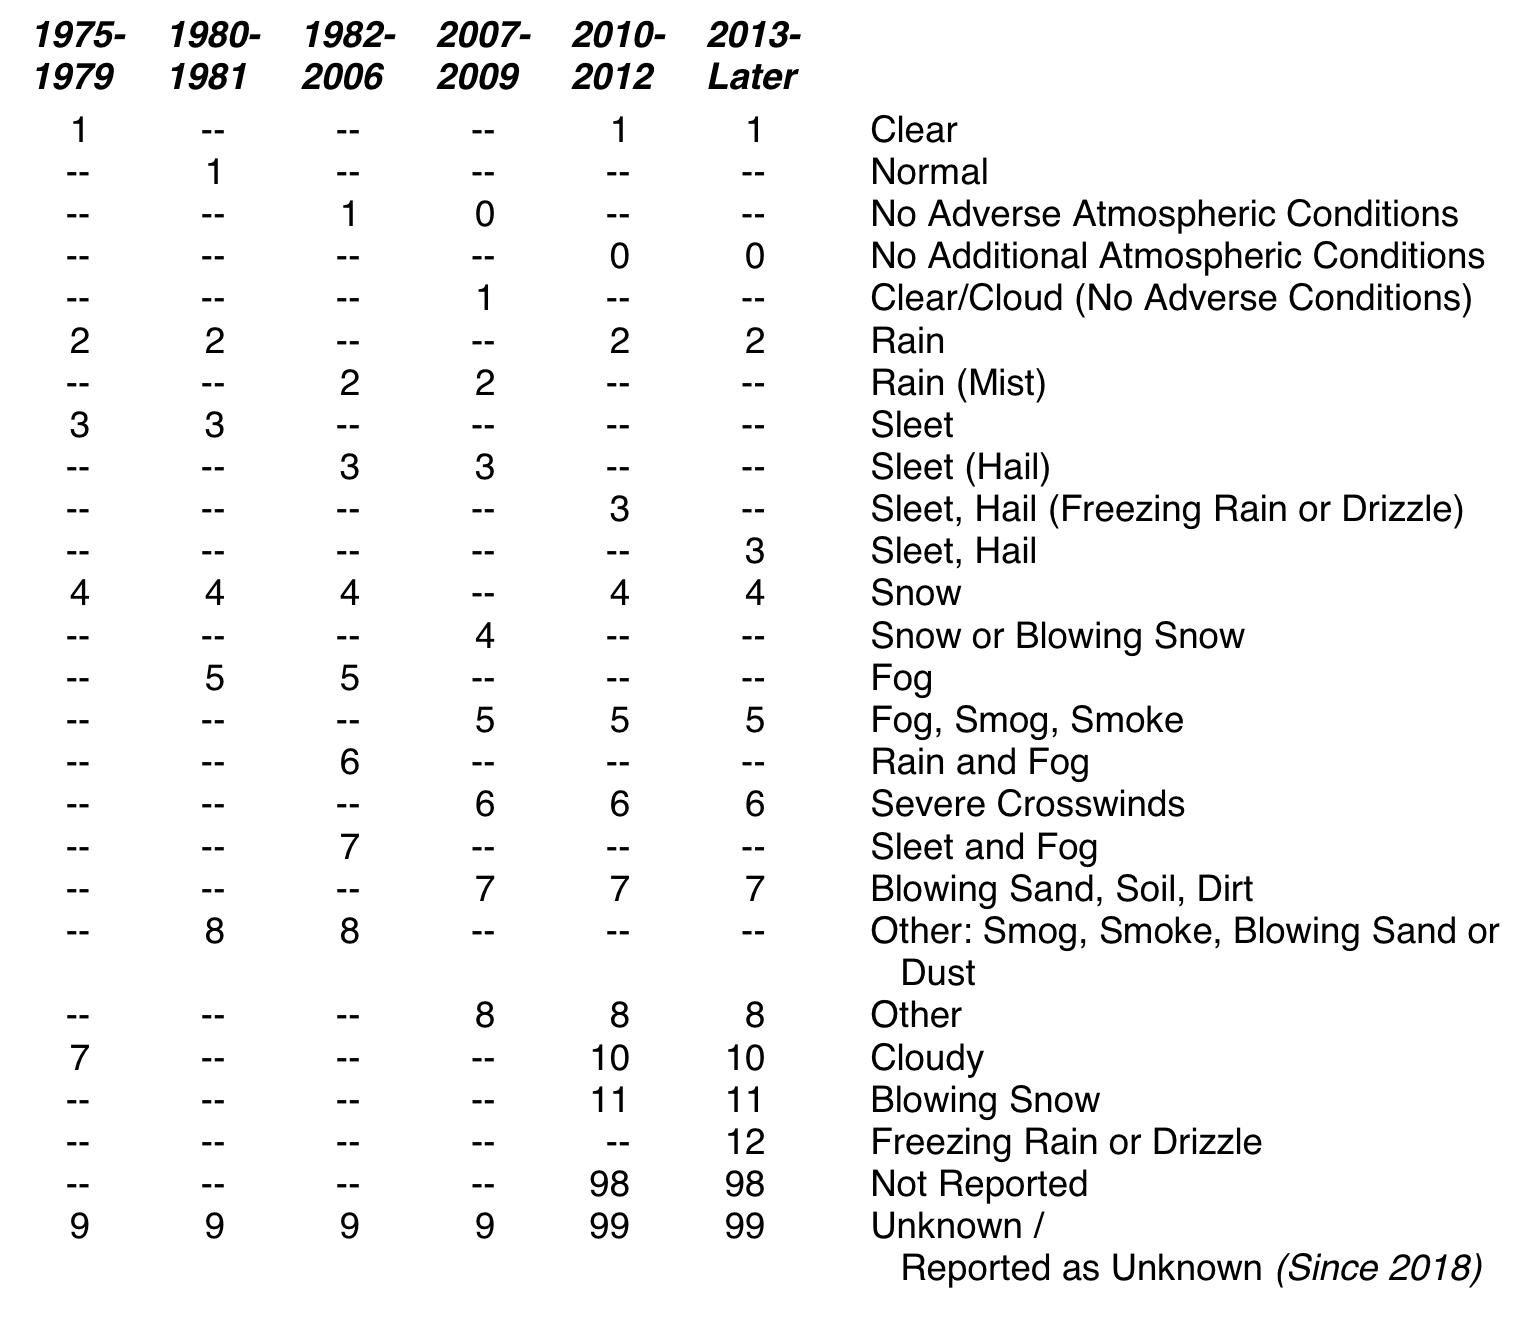 1975- 1980- 1982- 2007- 2010- 2013-
1979 1981 2006 2009 2012 Later
1 -- -- -- 1 1 Clear
-- 1 -- -- -- -- Normal
-- -- 1 0 -- -- No Adverse Atmospheric Conditions
-- -- -- -- 0 0 No Additional Atmospheric Conditions
-- -- -- 1 -- -- Clear/Cloud (No Adverse Conditions)
2 2 -- -- 2 2 Rain
-- -- 2 2 -- -- Rain (Mist)
3 3 -- -- -- -- Sleet
-- -- 3 3 -- -- Sleet (Hail)
-- -- -- -- 3 -- Sleet, Hail (Freezing Rain or Drizzle)
-- -- -- -- -- 3 Sleet, Hail
4 4 4 -- 4 4 Snow
-- -- -- 4 -- -- Snow or Blowing Snow
-- 5 5 -- -- -- Fog
-- -- -- 5 5 5 Fog, Smog, Smoke
-- -- 6 -- -- -- Rain and Fog
-- -- -- 6 6 6 Severe Crosswinds
-- -- 7 -- -- -- Sleet and Fog
-- -- -- 7 7 7 Blowing Sand, Soil, Dirt
-- 8 8 -- -- -- Other: Smog, Smoke, Blowing Sand or
Dust
-- -- -- 8 8 8 Other
7 -- -- -- 10 10 Cloudy
-- -- -- -- 11 11 Blowing Snow
-- -- -- -- -- 12 Freezing Rain or Drizzle
-- -- -- -- 98 98 Not Reported
9 9 9 9 99 99 Unknown /
Reported as Unknown (Since 2018)